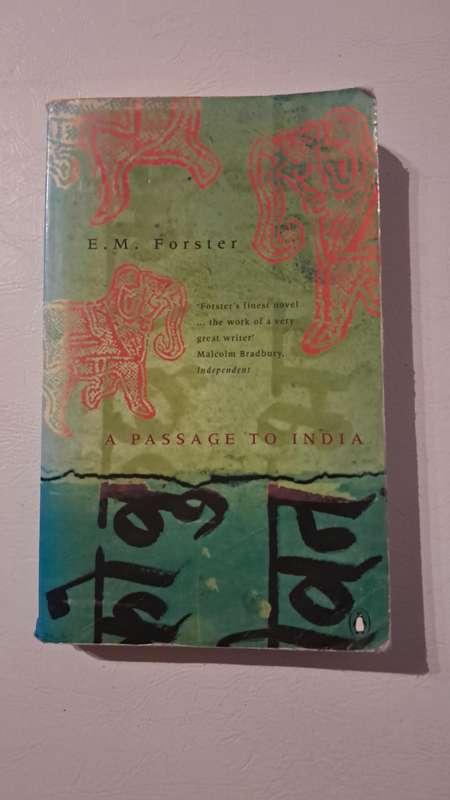 E.M. Forster
'Forster's finest novel
... the work of a very
great writer'
Malcolm Bradbury,
Independent
A PASSAGE TO INDIA